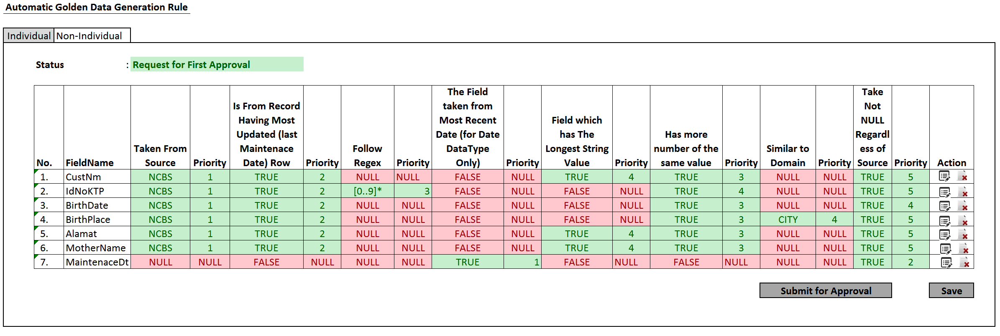 Automatic Golden Data Generation Rule
Individual Non-Individual
Status : Request for First Approval
No. FieldName Taken From Source Priority Is From Record Having Most Updated (last Maintenace Date) Row Priority Follow Regex Priority The Field taken from Most Recent Date (for Date DataType Only) Priority Field which has The Longest String Value Priority Has more number of the same value Priority Similar to Domain Priority Take Not NULL Regardl ess of Source Priority Action
1. CustNm NCBS 1 TRUE 2 NULL NULL FALSE NULL TRUE 4 TRUE 3 NULL NULL TRUE 5
2. IdNoKTP NCBS 1 TRUE 2 [0..9]* 3 FALSE NULL FALSE NULL TRUE 4 NULL NULL TRUE 5
3. BirthDate NCBS 1 TRUE 2 NULL NULL FALSE NULL FALSE NULL TRUE 3 NULL NULL TRUE 4
4. BirthPlace NCBS 1 TRUE 2 NULL NULL FALSE NULL FALSE NULL TRUE 3 CITY 4 TRUE 5
5. Alamat NCBS 1 TRUE 2 NULL NULL FALSE NULL TRUE 4 TRUE 3 NULL NULL TRUE 5
6. MotherName NCBS 1 TRUE 2 NULL NULL FALSE NULL TRUE 4 TRUE 3 NULL NULL TRUE 5
7. MaintenaceDt NULL NULL FALSE NULL NULL NULL TRUE 1 FALSE NULL FALSE NULL NULL NULL TRUE 2
Submit for Approval Save